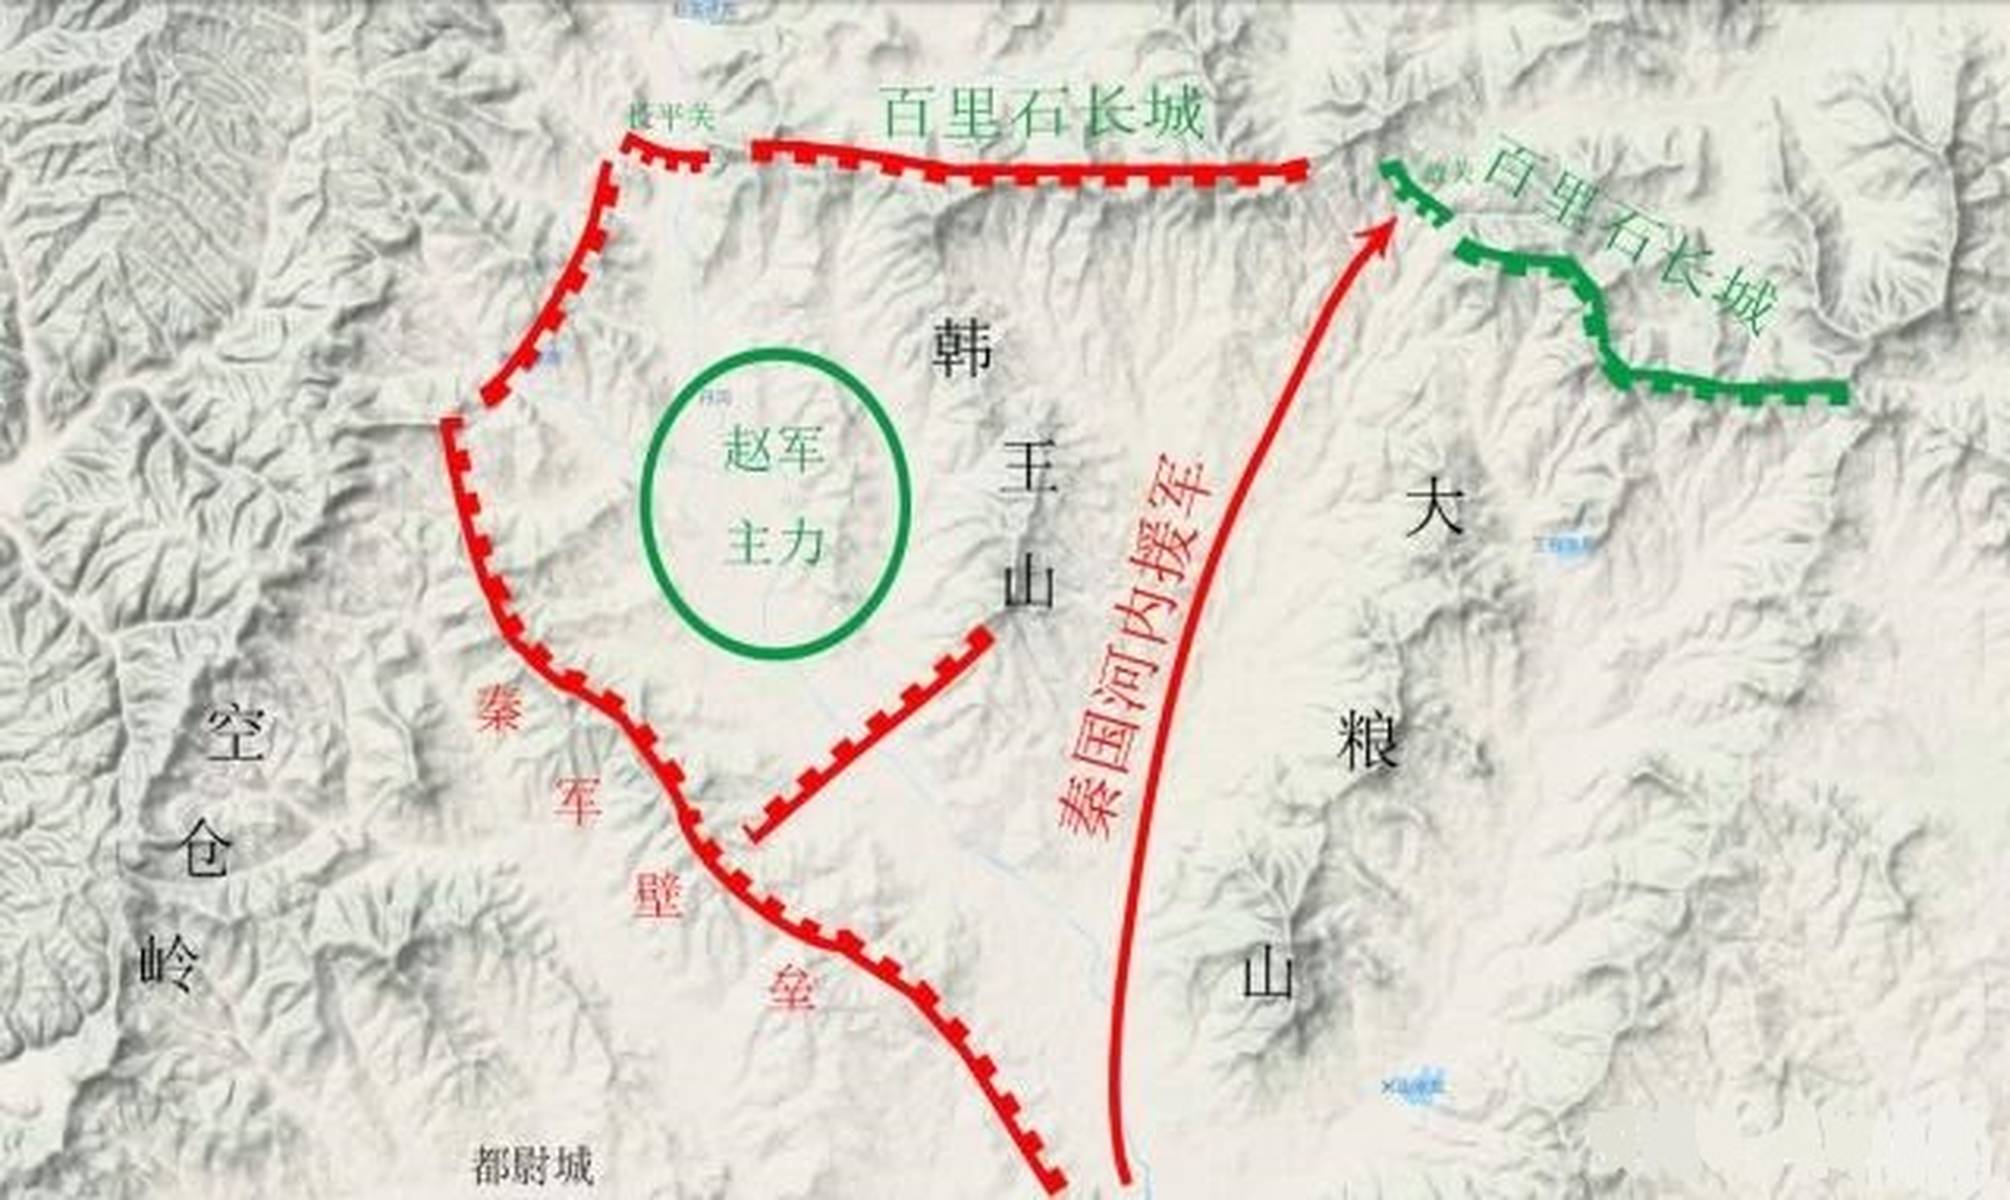 长平关
百里石长城
百里石长城
韩王山
赵军
主力
秦国河内援军
大粮山
秦军壁垒
空仓岭
都尉城